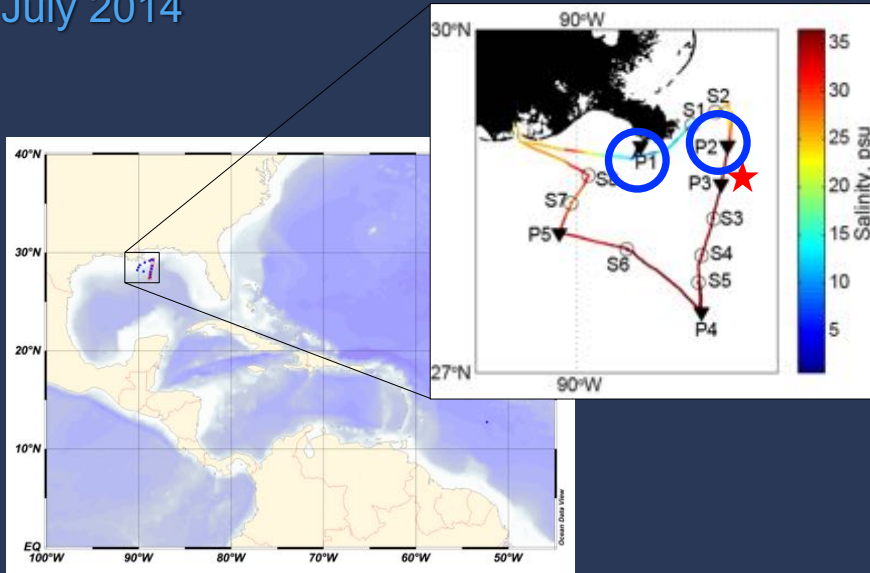 July 2014
30°N
90°W
S2
S1
P2
P1
P3
S7
S3
P5
S4
S6
S5
P4
27°N
90°W
35
30
25
20
15
10
5
Salinity, psu
40°N
30°N
20°N
10°N
EQ
100°W
90°W
80°W
70°W
60°W
50°W
Ocean Data View